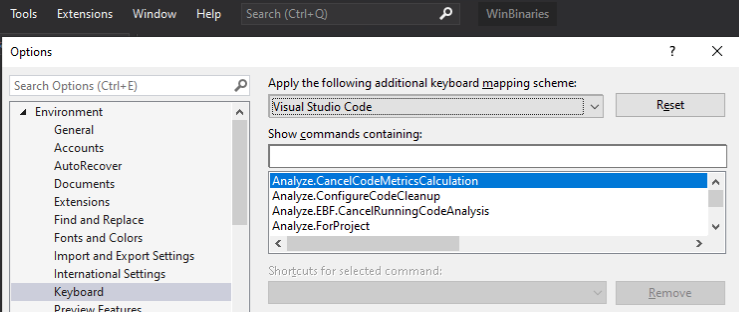 Tools Extensions Window Help Search (Ctrl+Q) WinBinaries
Options ?
Search Options (Ctrl+E)
Environment
General
Accounts
AutoRecover
Documents
Extensions
Find and Replace
Fonts and Colors
Import and Export Settings
International Settings
Keyboard
Preview Features
Apply the following additional keyboard mapping scheme:
Visual Studio Code
Reset
Show commands containing:
Analyze.CancelCodeMetricsCalculation
Analyze.ConfigureCodeCleanup
Analyze.EBF.CancelRunningCodeAnalysis
Analyze.ForProject
Shortcuts for selected command:
Remove